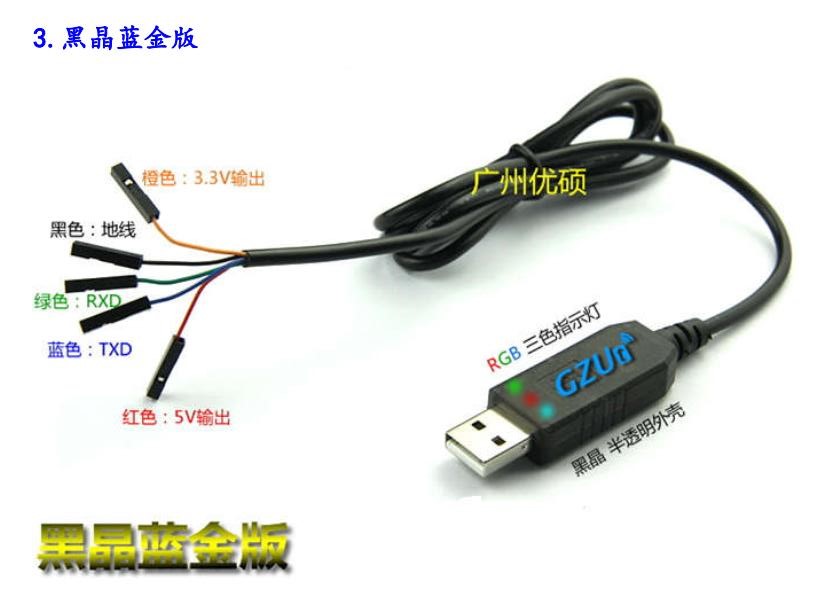 3.黑晶蓝金版
橙色：3.3V输出
广州优硕
黑色：地线
绿色：RXD
蓝色：TXD
RGB 三色指示灯
GZUD
红色：5V输出
黑晶 半透明外壳
黑晶蓝金版